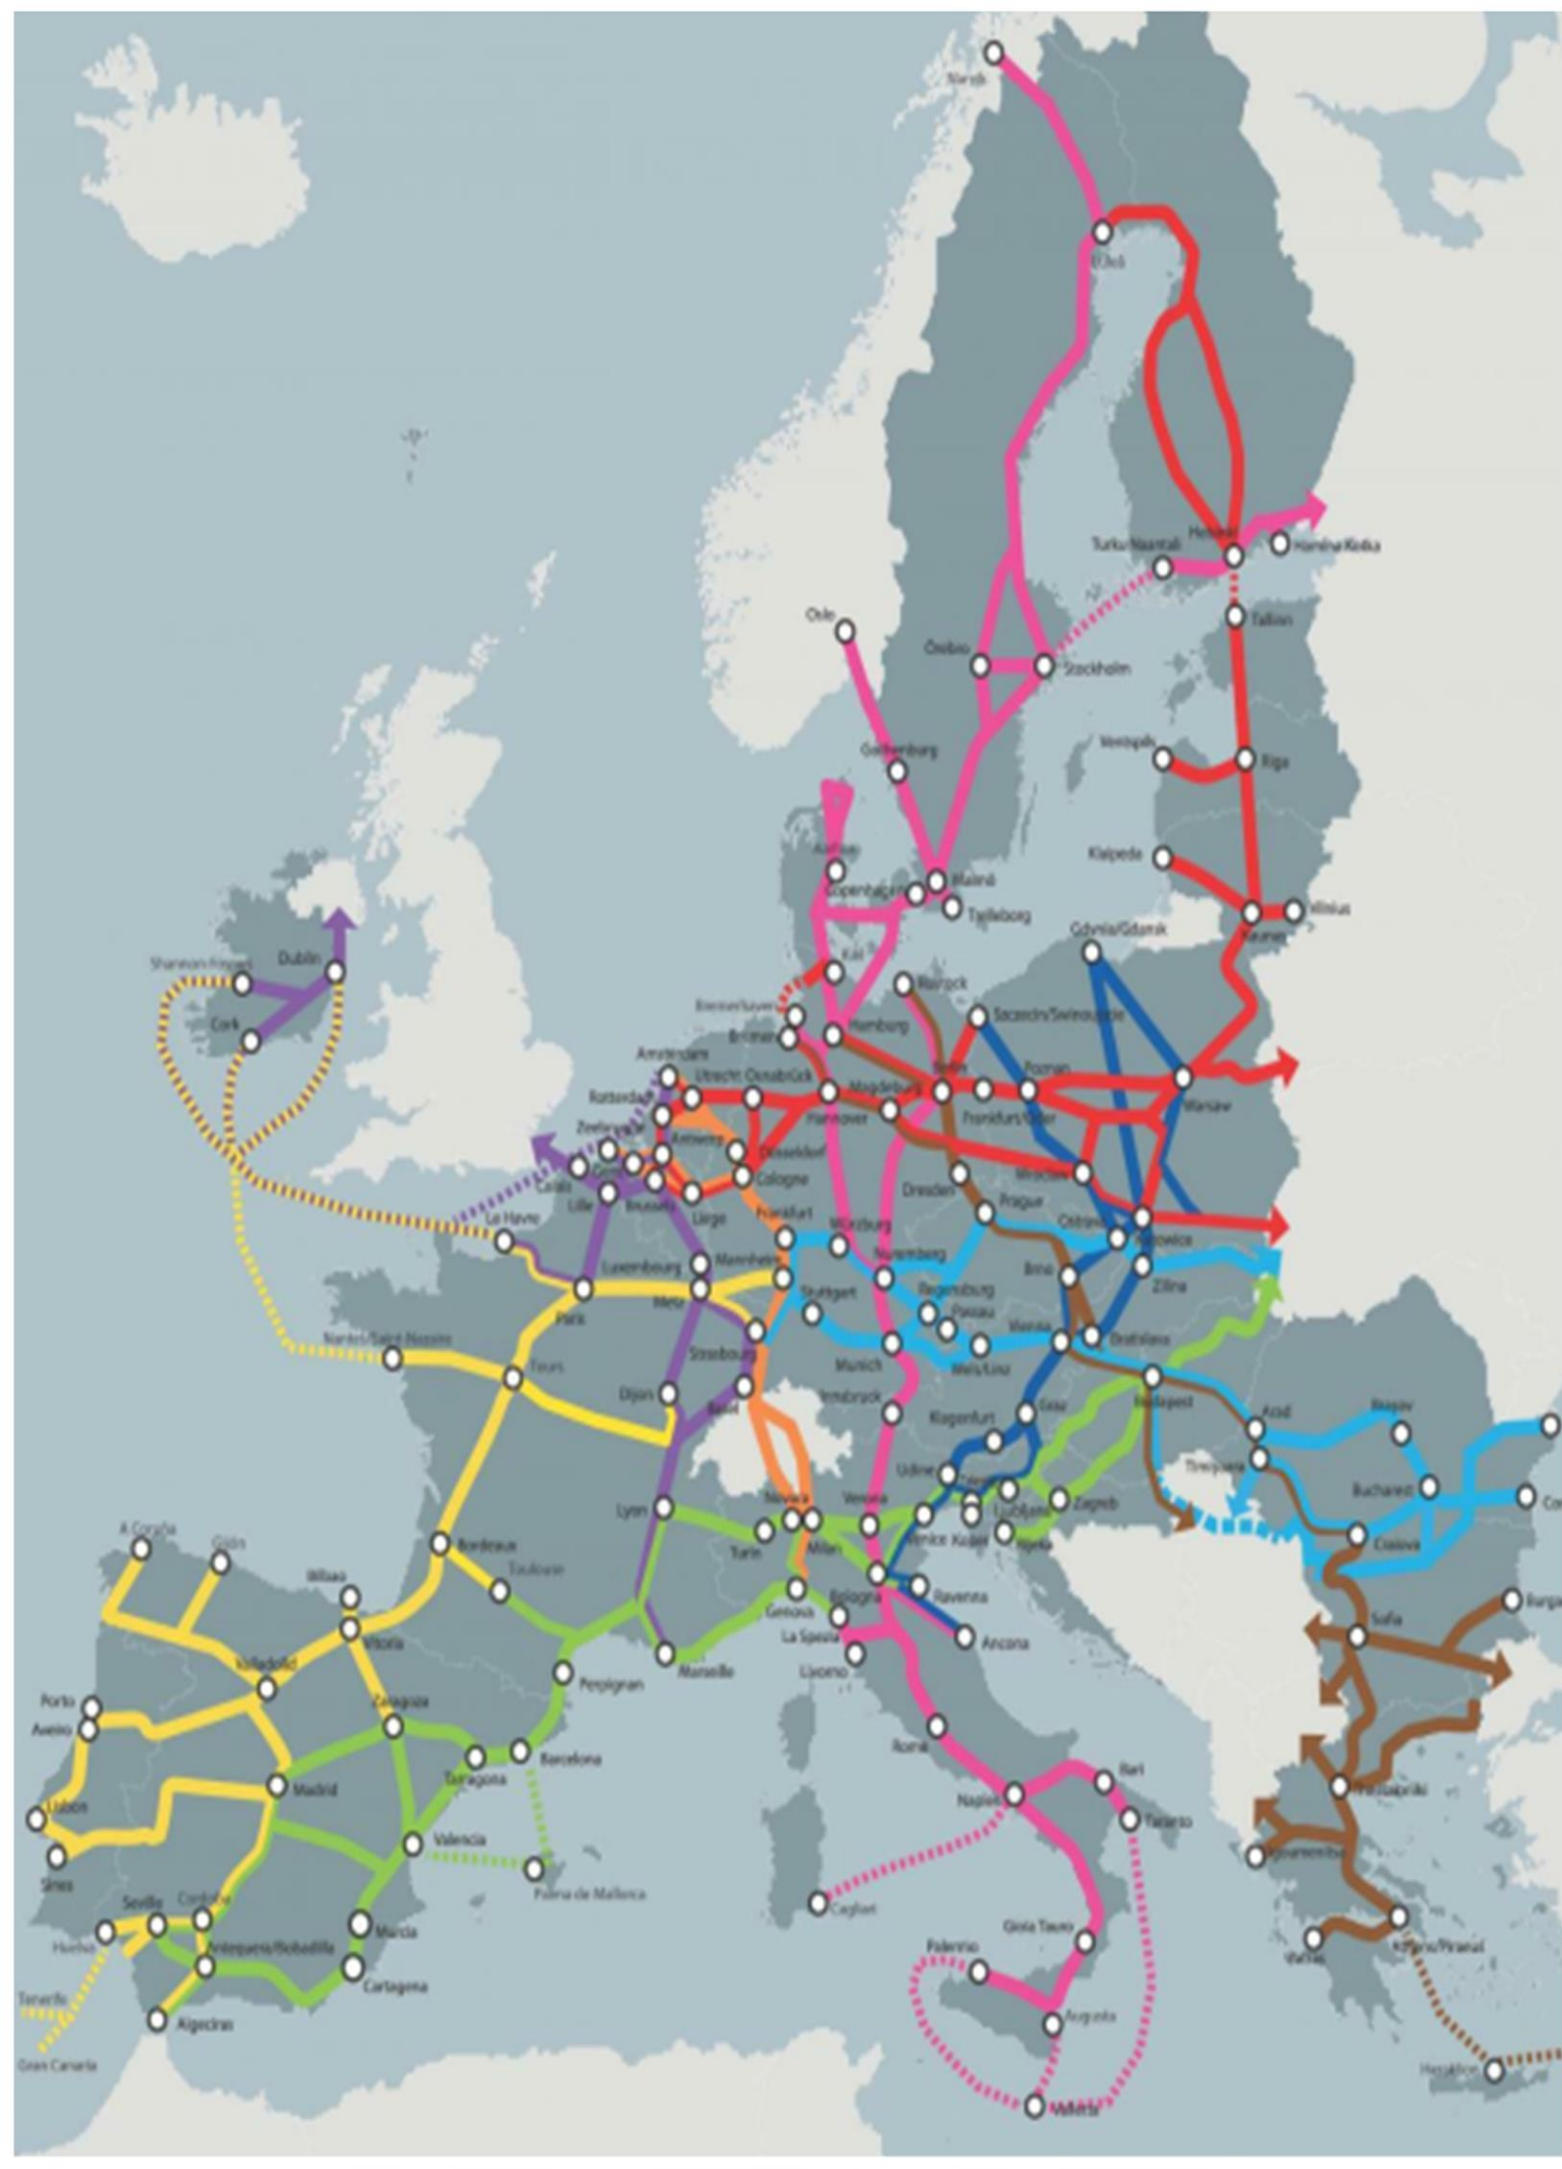 Narvik
Luleå
Helsinki
Turku/Naantali
Hamina/Kotka
Tallinn
Oslo
Örebro
Stockholm
Gothenburg
Ventspils
Riga
Aarhus
Klaipeda
Malmö
Copenhagen
Trelleborg
Vilnius
Kaunas
Gdynia/Gdansk
Dublin
Shannon/Foynes
Kiel
Rostock
Bremerhaven
Szczecin/Swinoujscie
Cork
Bremen
Hamburg
Amsterdam
Utrecht
Osnabrück
Berlin
Poznan
Rotterdam
Magdeburg
Hannover
Frankfurt/Oder
Warsaw
Zeebrugge
Antwerp
Düsseldorf
Cologne
Calais
Lille
Brussels
Liège
Dresden
Wroclaw
Prague
Le Havre
Frankfurt
Würzburg
Ostrava
Katowice
Luxembourg
Mannheim
Nuremberg
Brno
Zilina
Metz
Stuttgart
Regensburg
Passau
Paris
Nantes/Saint-Nazaire
Strasbourg
Vienna
Bratislava
Munich
Wels/Linz
Tours
Dijon
Basel
Innsbruck
Budapest
Klagenfurt
Graz
Arad
Brasov
Udine
Timișoara
Bucharest
Lyon
Novara
Verona
Ljubljana
Zagreb
A Coruña
Gijón
Bordeaux
Turin
Milan
Venice
Koper
Rijeka
Craiova
Bilbao
Toulouse
Genova
Bologna
Ravenna
Burga
Vitoria
La Spezia
Ancona
Sofia
Valladolid
Marseille
Livorno
Perpignan
Porto
Zaragoza
Aveiro
Roma
Barcelona
Tarragona
Bari
Madrid
Naples
Thessaloniki
Lisbon
Taranto
Valencia
Igoumenitsa
Sines
Palma de Mallorca
Seville
Cordoba
Cagliari
Huelva
Murcia
Gioia Tauro
Antequera/Bobadilla
Palermo
Patras
Cartagena
Tenerife
Algeciras
Augusta
Gran Canaria
Heraklion
Valletta